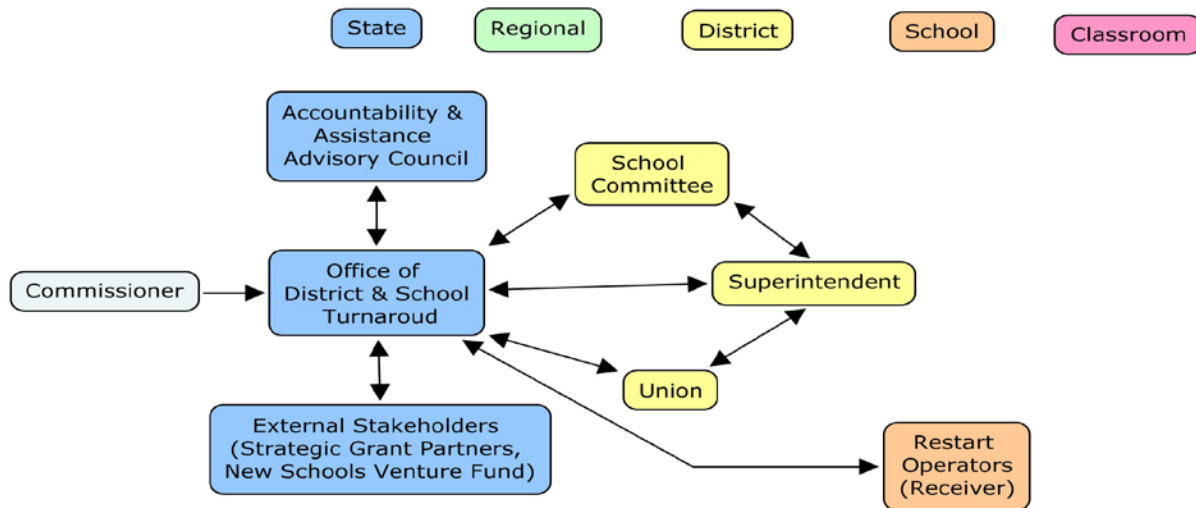 State
Regional
District
School
Classroom
Accountability &
Assistance
Advisory Council
School
Committee
Commissioner
Office of
District & School
Turnaroud
Superintendent
Union
External Stakeholders
(Strategic Grant Partners,
New Schools Venture Fund)
Restart
Operators
(Receiver)